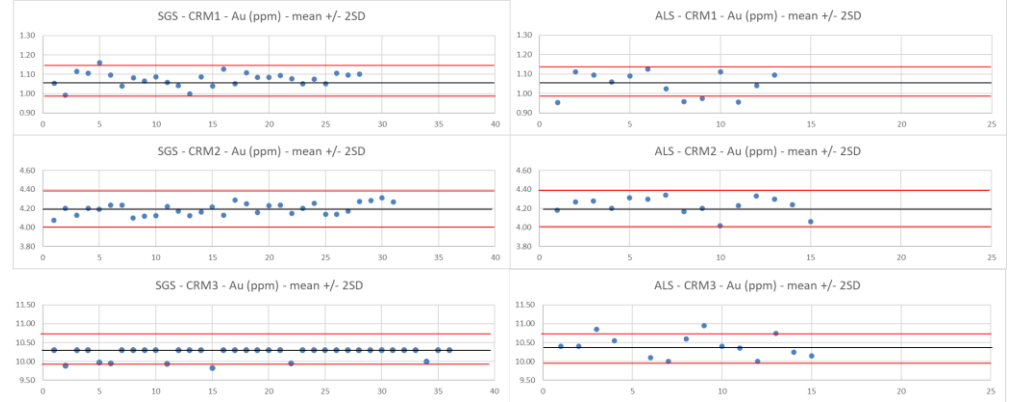 SGS - CRM1 - Au (ppm) - mean +/- 2SD
1.30
1.20
1.10
1.00
0.90
0 5 10 15 20 25 30 35 40
ALS - CRM1 - Au (ppm) - mean +/- 2SD
1.30
1.20
1.10
1.00
0.90
0 5 10 15 20 25
SGS - CRM2 - Au (ppm) - mean +/- 2SD
4.60
4.40
4.20
4.00
3.80
0 5 10 15 20 25 30 35 40
ALS - CRM2 - Au (ppm) - mean +/- 2SD
4.60
4.40
4.20
4.00
3.80
0 5 10 15 20 25
SGS - CRM3 - Au (ppm) - mean +/- 2SD
11.50
11.00
10.50
10.00
9.50
0 5 10 15 20 25 30 35 40
ALS - CRM3 - Au (ppm) - mean +/- 2SD
11.50
11.00
10.50
10.00
9.50
0 5 10 15 20 25